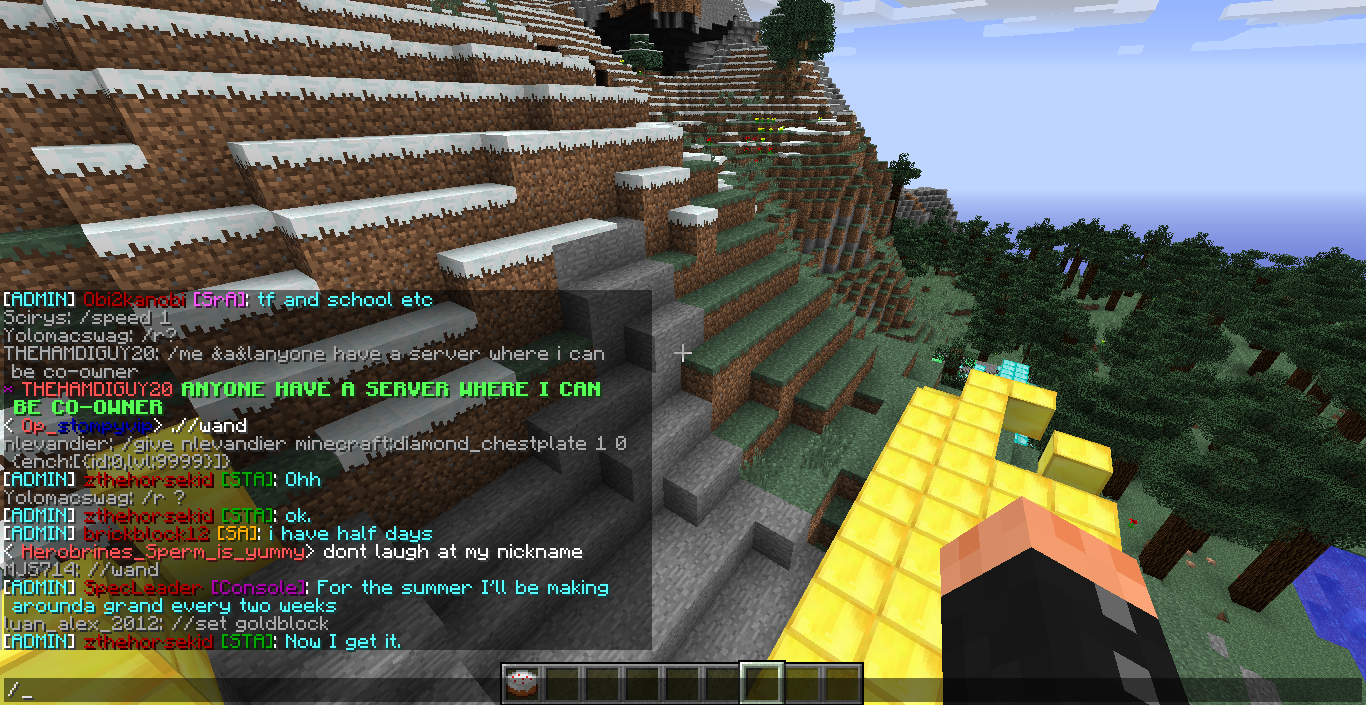 [ADMIN] Obi2kanobi [SrA]: tf and school etc
Scirys: /speed 1
Yolomacswag: /r?
THEHAMDIGUY20: /me &a&lanyone have a server where i can
be co-owner
* THEHAMDIGUY20 ANYONE HAVE A SERVER WHERE I CAN
BE CO-OWNER
< Op_stompyvip> .//wand
nlevandier: /give nlevandier minecraft:diamond_chestplate 1 0
{ench:[{id:0,lvl:9999}]}
[ADMIN] zthehorsekid [STA]: Ohh
Yolomacswag: /r ?
[ADMIN] zthehorsekid [STA]: ok.
[ADMIN] brickblock12 [SA]: i have half days
< Herobrines_Sperm_is_yummy> dont laugh at my nickname
MJS714: //wand
[ADMIN] SpecLeader [Console]: For the summer I'll be making
arounda grand every two weeks
luan_alex_2012: //set goldblock
[ADMIN] zthehorsekid [STA]: Now I get it.
/_